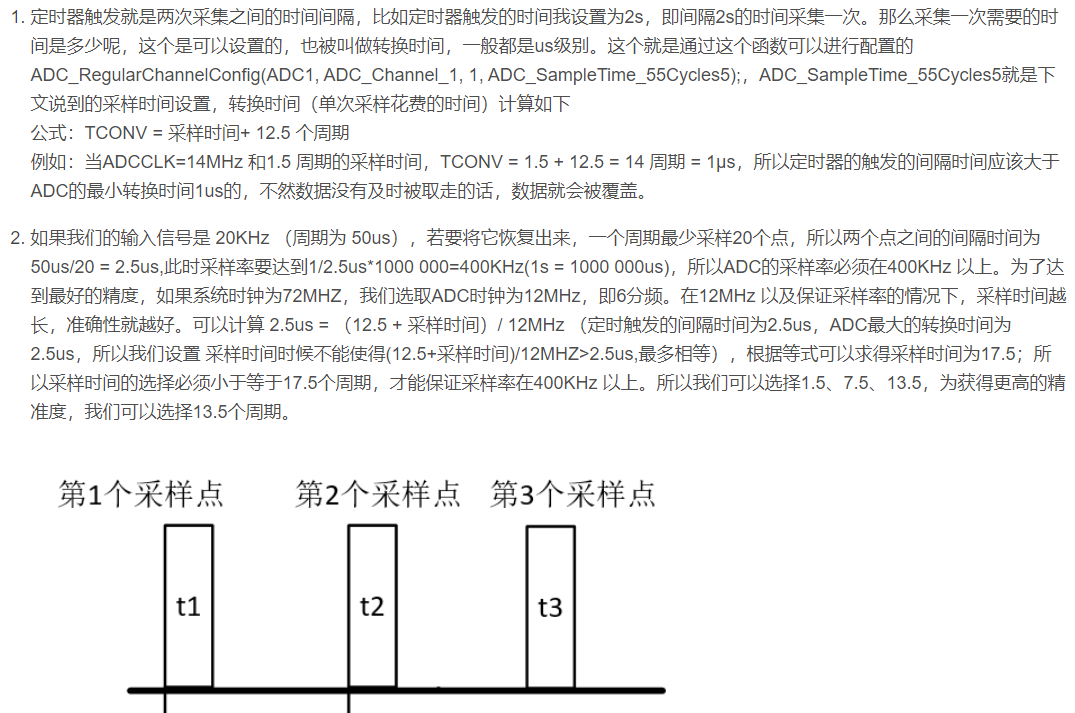 1. 定时器触发就是两次采集之间的时间间隔，比如定时器触发的时间我设置为2s，即间隔2s的时间采集一次。那么采集一次需要的时
间是多少呢，这个是可以设置的，也被叫做转换时间，一般都是us级别。这个就是通过这个函数可以进行配置的
ADC_RegularChannelConfig(ADC1, ADC_Channel_1, 1, ADC_SampleTime_55Cycles5);，ADC_SampleTime_55Cycles5就是下
文说到的采样时间设置，转换时间（单次采样花费的时间）计算如下
公式：TCONV = 采样时间+ 12.5 个周期
例如：当ADCCLK=14MHz 和1.5 周期的采样时间，TCONV = 1.5 + 12.5 = 14 周期 = 1μs，所以定时器的触发的间隔时间应该大于
ADC的最小转换时间1us的，不然数据没有及时被取走的话，数据就会被覆盖。
2. 如果我们的输入信号是 20KHz （周期为 50us），若要将它恢复出来，一个周期最少采样20个点，所以两个点之间的间隔时间为
50us/20 = 2.5us,此时采样率要达到1/2.5us*1000 000=400KHz(1s = 1000 000us)，所以ADC的采样率必须在400KHz 以上。为了达
到最好的精度，如果系统时钟为72MHZ，我们选取ADC时钟为12MHz，即6分频。在12MHz 以及保证采样率的情况下，采样时间越
长，准确性就越好。可以计算 2.5us = （12.5 + 采样时间）/ 12MHz （定时触发的间隔时间为2.5us，ADC最大的转换时间为
2.5us，所以我们设置 采样时间时候不能使得(12.5+采样时间)/12MHZ>2.5us,最多相等），根据等式可以求得采样时间为17.5；所
以采样时间的选择必须小于等于17.5个周期，才能保证采样率在400KHz 以上。所以我们可以选择1.5、7.5、13.5，为获得更高的精
准度，我们可以选择13.5个周期。
第1个采样点 第2个采样点 第3个采样点
t1 t2 t3